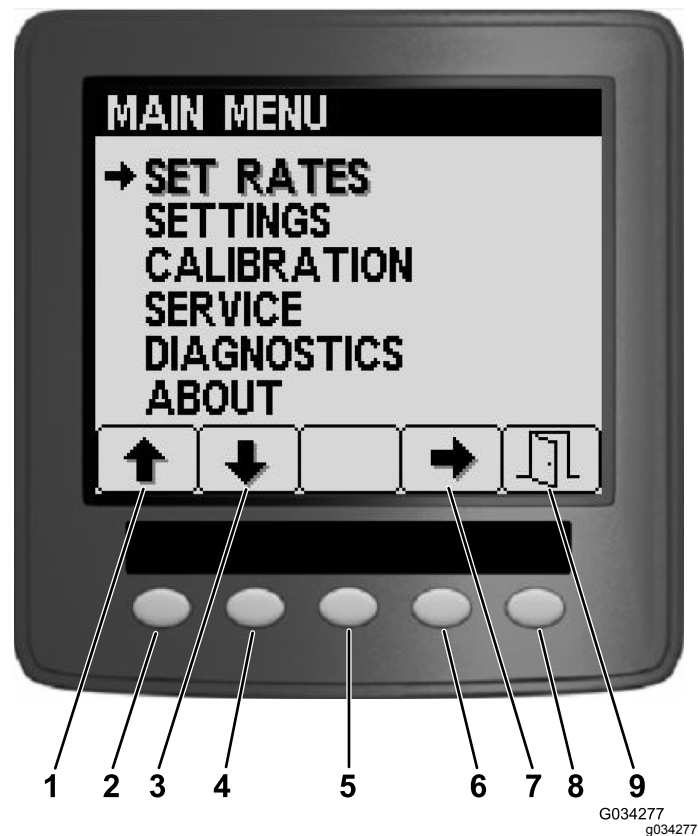 MAIN MENU
SET RATES
SETTINGS
CALIBRATION
SERVICE
DIAGNOSTICS
ABOUT
1 2 3 4 5 6 7 8 9
G034277
g034277